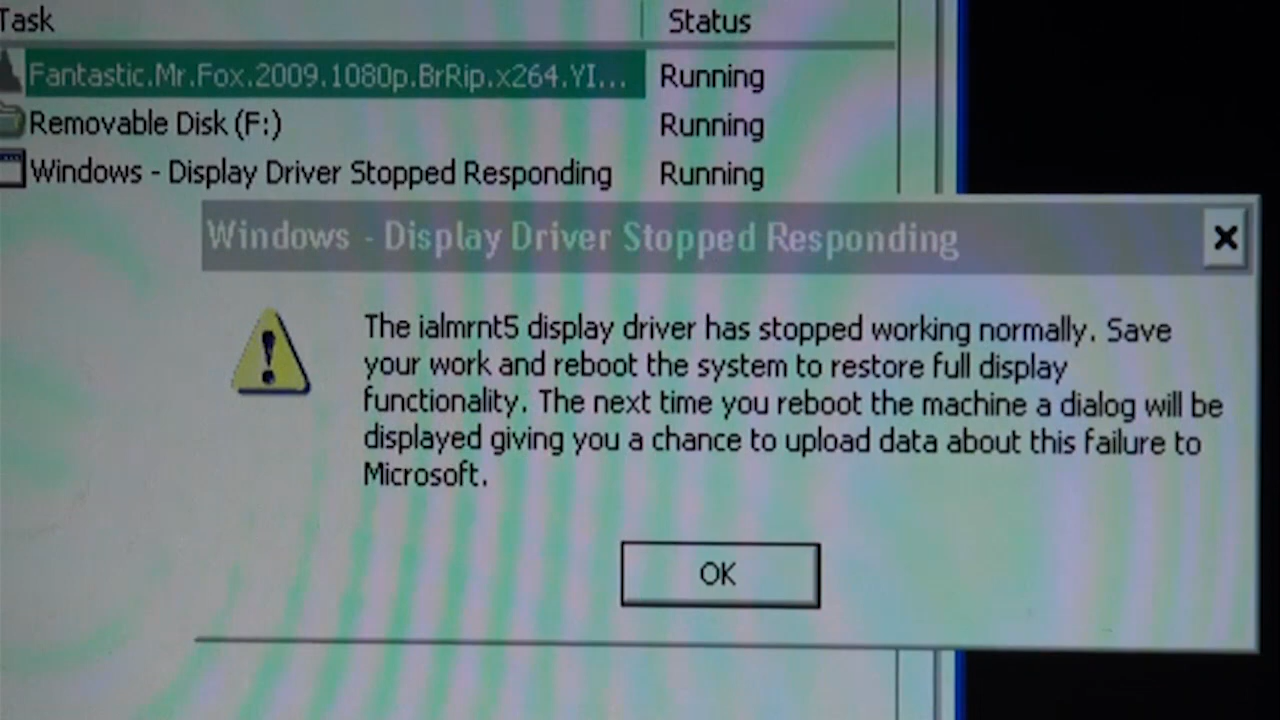 Task Status
Fantastic.Mr.Fox.2009.1080p.BrRip.x264.YI... Running
Removable Disk (F:) Running
Windows - Display Driver Stopped Responding Running
Windows - Display Driver Stopped Responding
The ialmrnt5 display driver has stopped working normally. Save
your work and reboot the system to restore full display
functionality. The next time you reboot the machine a dialog will be
displayed giving you a chance to upload data about this failure to
Microsoft.
OK